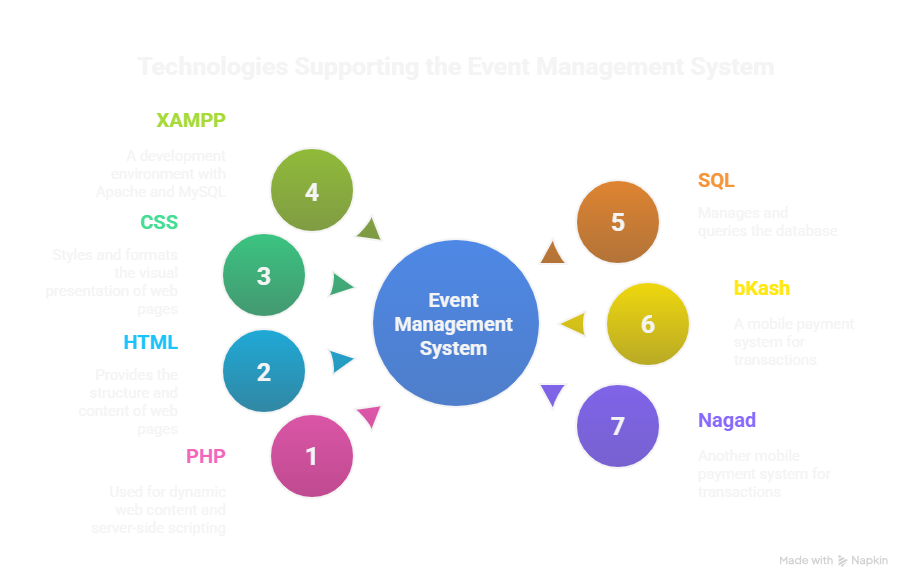 Technologies Supporting the Event Management System
XAMPP
A development
environment with
Apache and MySQL
4
CSS
Styles and formats
the visual
presentation of web
pages
3
HTML
Provides the
structure and
content of web
pages
2
PHP
Used for dynamic
web content and
server-side scripting
1
Event
Management
System
5
SQL
Manages and
queries the database
6
bKash
A mobile payment
system for
transactions
7
Nagad
Another mobile
payment system for
transactions
Made with Napkin